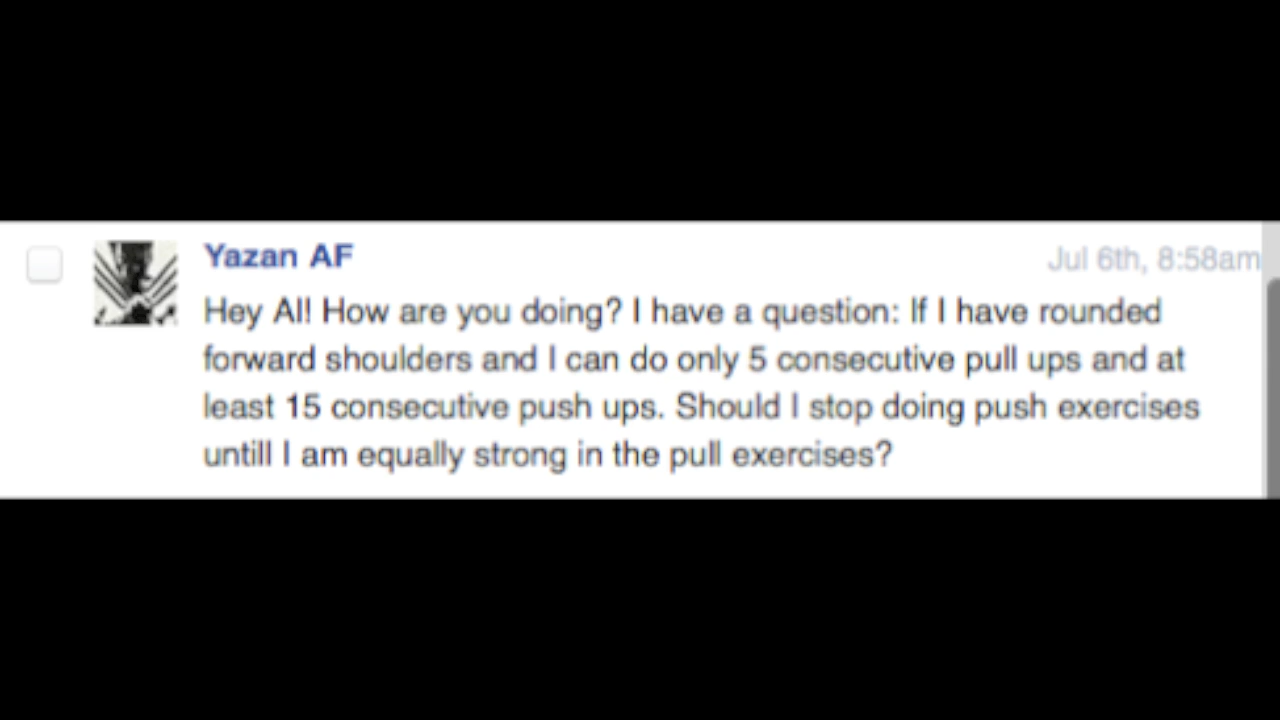 Yazan AF
Jul 6th, 8:58am
Hey Al! How are you doing? I have a question: If I have rounded
forward shoulders and I can do only 5 consecutive pull ups and at
least 15 consecutive push ups. Should I stop doing push exercises
untill I am equally strong in the pull exercises?